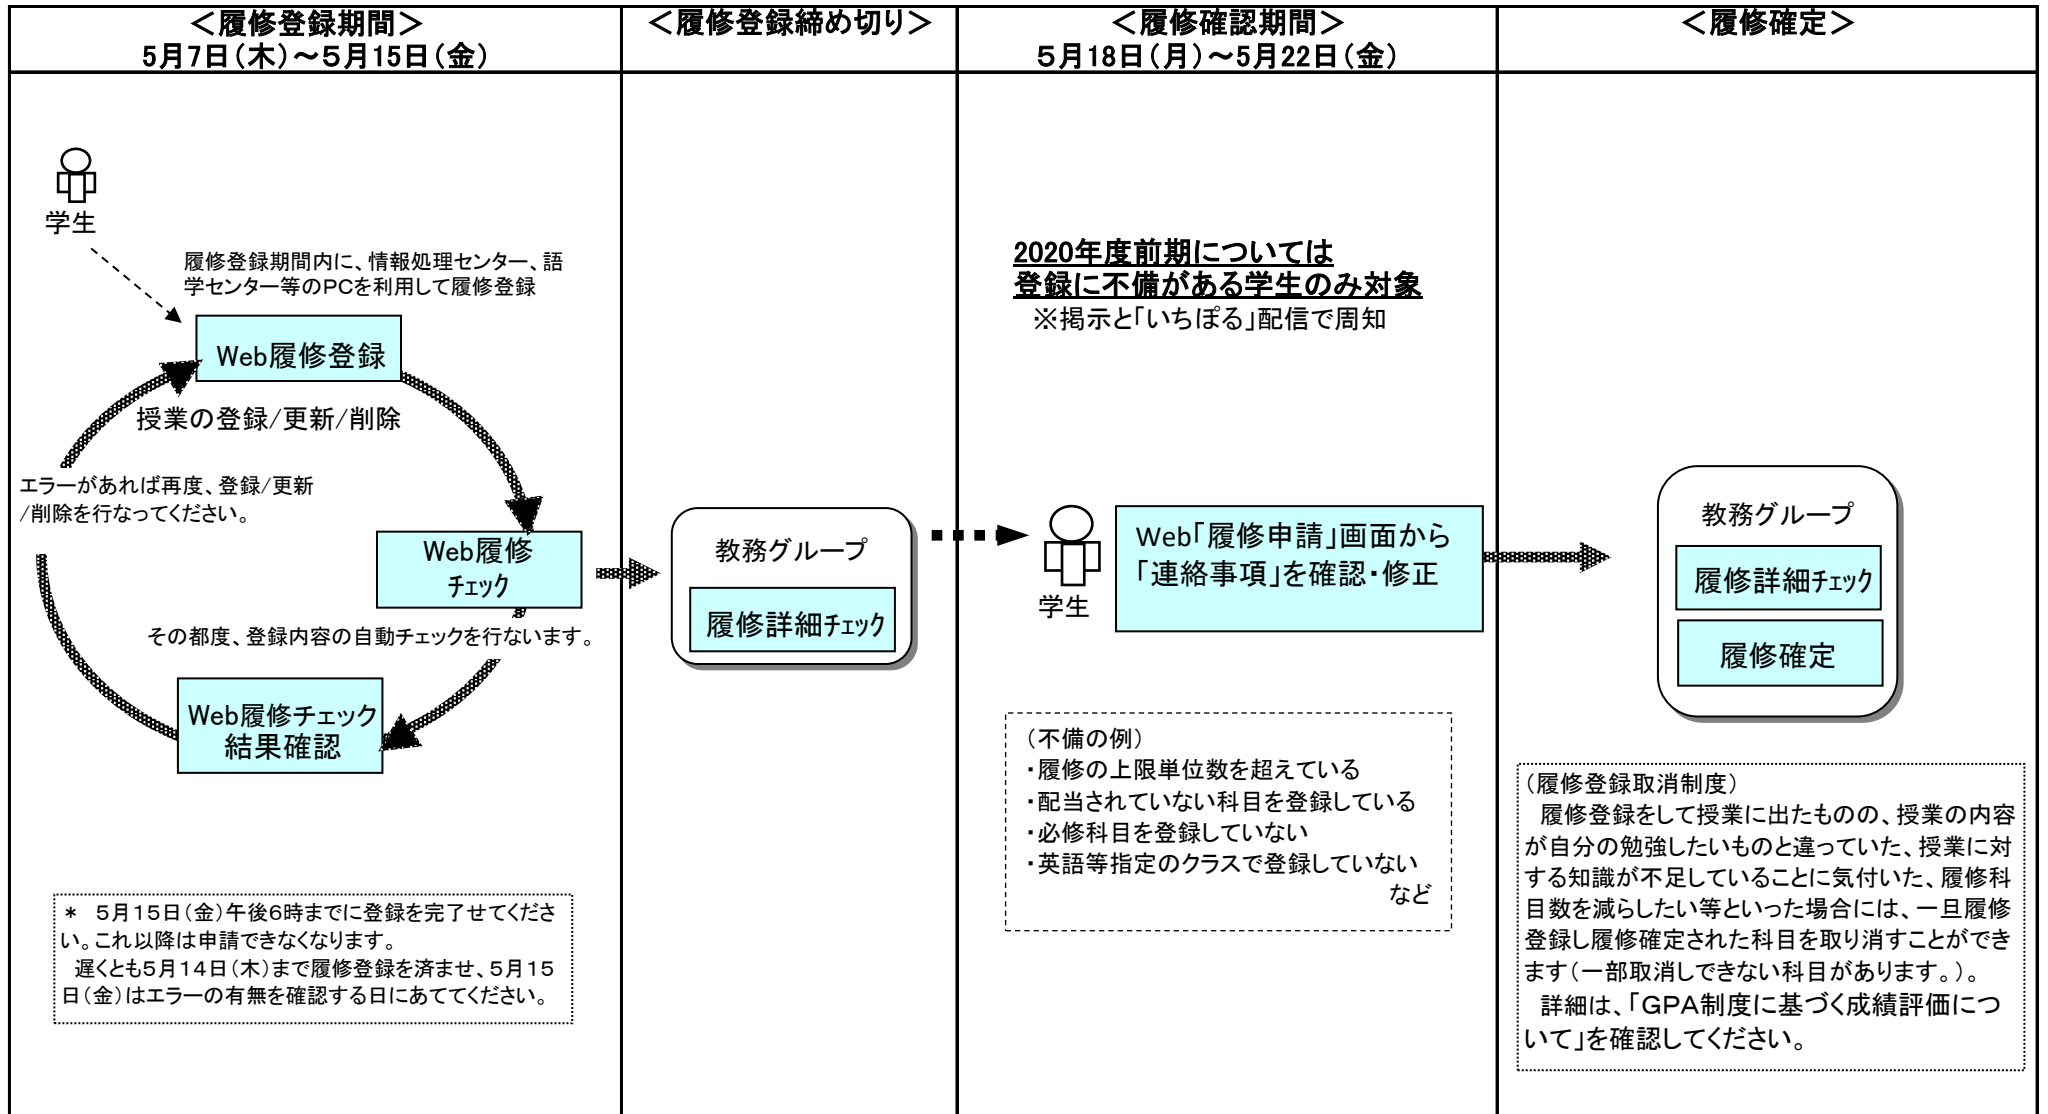 ＜履修登録期間＞
5月7日（木）～５月15日（金）
＜履修登録締め切り＞
＜履修確認期間＞
５月18日（月）～5月22日（金）
＜履修確定＞
学生
履修登録期間内に、情報処理センター、語
学センター等のＰＣを利用して履修登録
Web履修登録
授業の登録/更新/削除
エラーがあれば再度、登録/更新
/削除を行なってください。
Web履修
チェック
その都度、登録内容の自動チェックを行ないます。
Web履修チェック
結果確認
＊　５月１５日（金）午後６時までに登録を完了せてくださ
い。これ以降は申請できなくなります。
遅くとも５月１４日（木）まで履修登録を済ませ、５月１５
日（金）はエラーの有無を確認する日にあててください。
教務グループ
履修詳細チェック
2020年度前期については
登録に不備がある学生のみ対象
※掲示と「いちぽる」配信で周知
学生
Web「履修申請」画面から
「連絡事項」を確認・修正
（不備の例）
・履修の上限単位数を超えている
・配当されていない科目を登録している
・必修科目を登録していない
・英語等指定のクラスで登録していない
など
教務グループ
履修詳細チェック
履修確定
（履修登録取消制度）
履修登録をして授業に出たものの、授業の内容
が自分の勉強したいものと違っていた、授業に対
する知識が不足していることに気付いた、履修科
目数を減らしたい等といった場合には、一旦履修
登録し履修確定された科目を取り消すことができ
ます（一部取消しできない科目があります。）。
詳細は、「ＧＰＡ制度に基づく成績評価につ
いて」を確認してください。